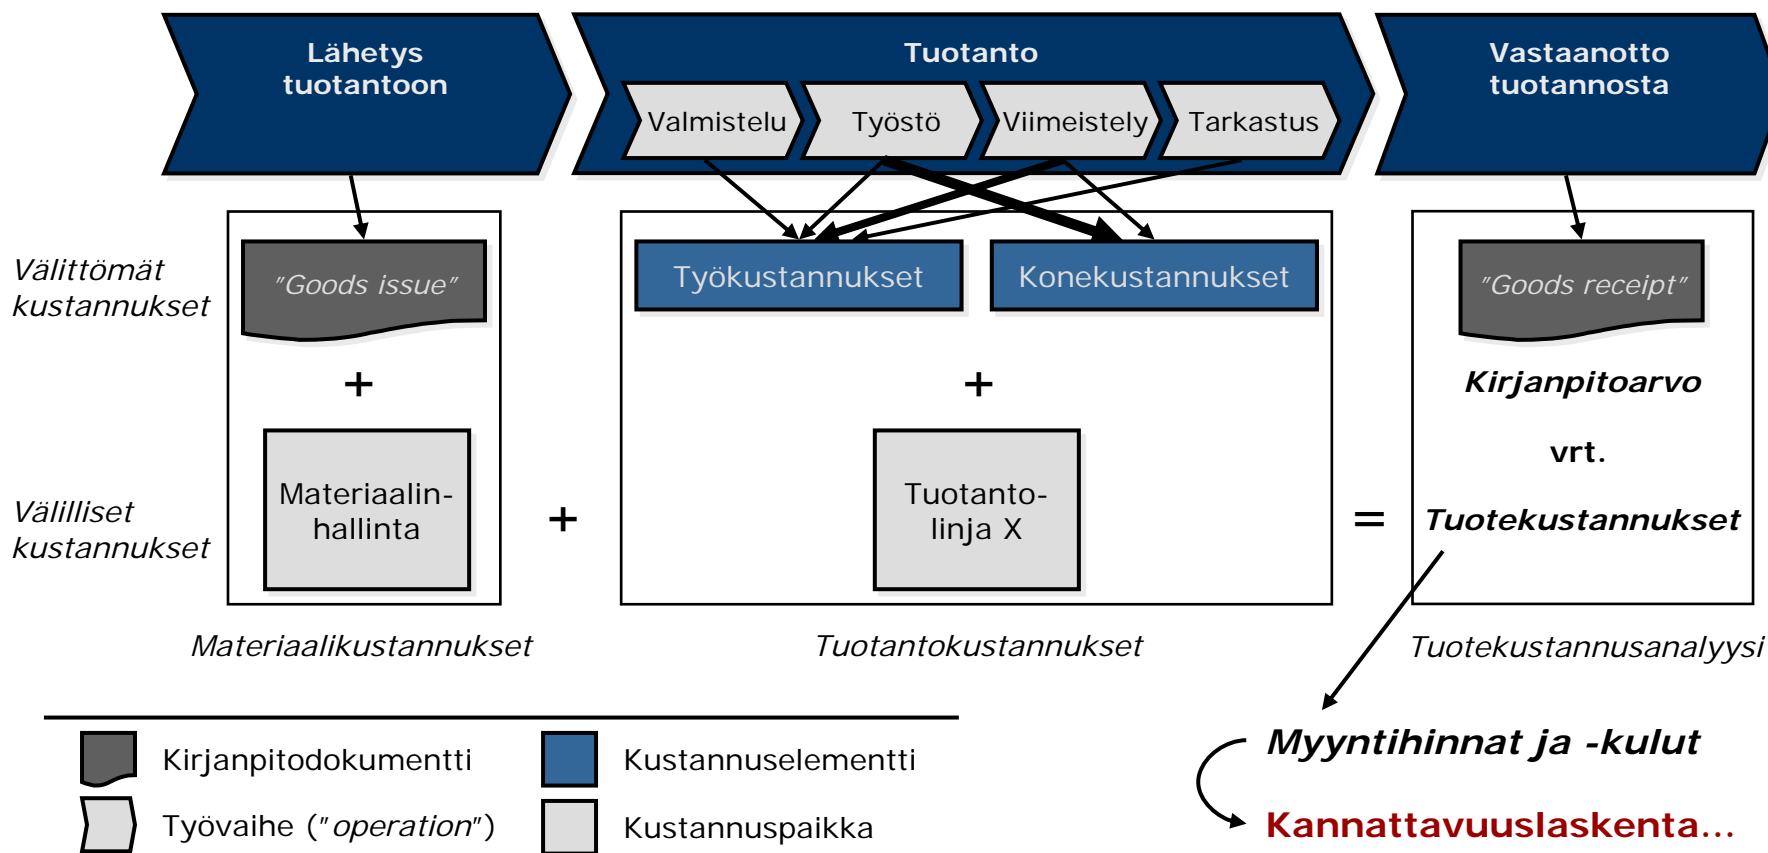 Lähetys
tuotantoon
Tuotanto
Vastaanotto
tuotannosta
Valmistelu
Työstö
Viimeistely
Tarkastus
Välittömät
kustannukset
"Goods issue"
Työkustannukset
Konekustannukset
"Goods receipt"
+
+
Kirjanpitoarvo
vrt.
Välilliset
kustannukset
Materiaalin-
hallinta
+
Tuotanto-
linja X
=
Tuotekustannukset
Materiaalikustannukset
Tuotantokustannukset
Tuotekustannusanalyysi
Kirjanpitodokumentti
Kustannuselementti
Työvaihe ("operation")
Kustannuspaikka
Myyntihinnat ja -kulut
Kannattavuuslaskenta...